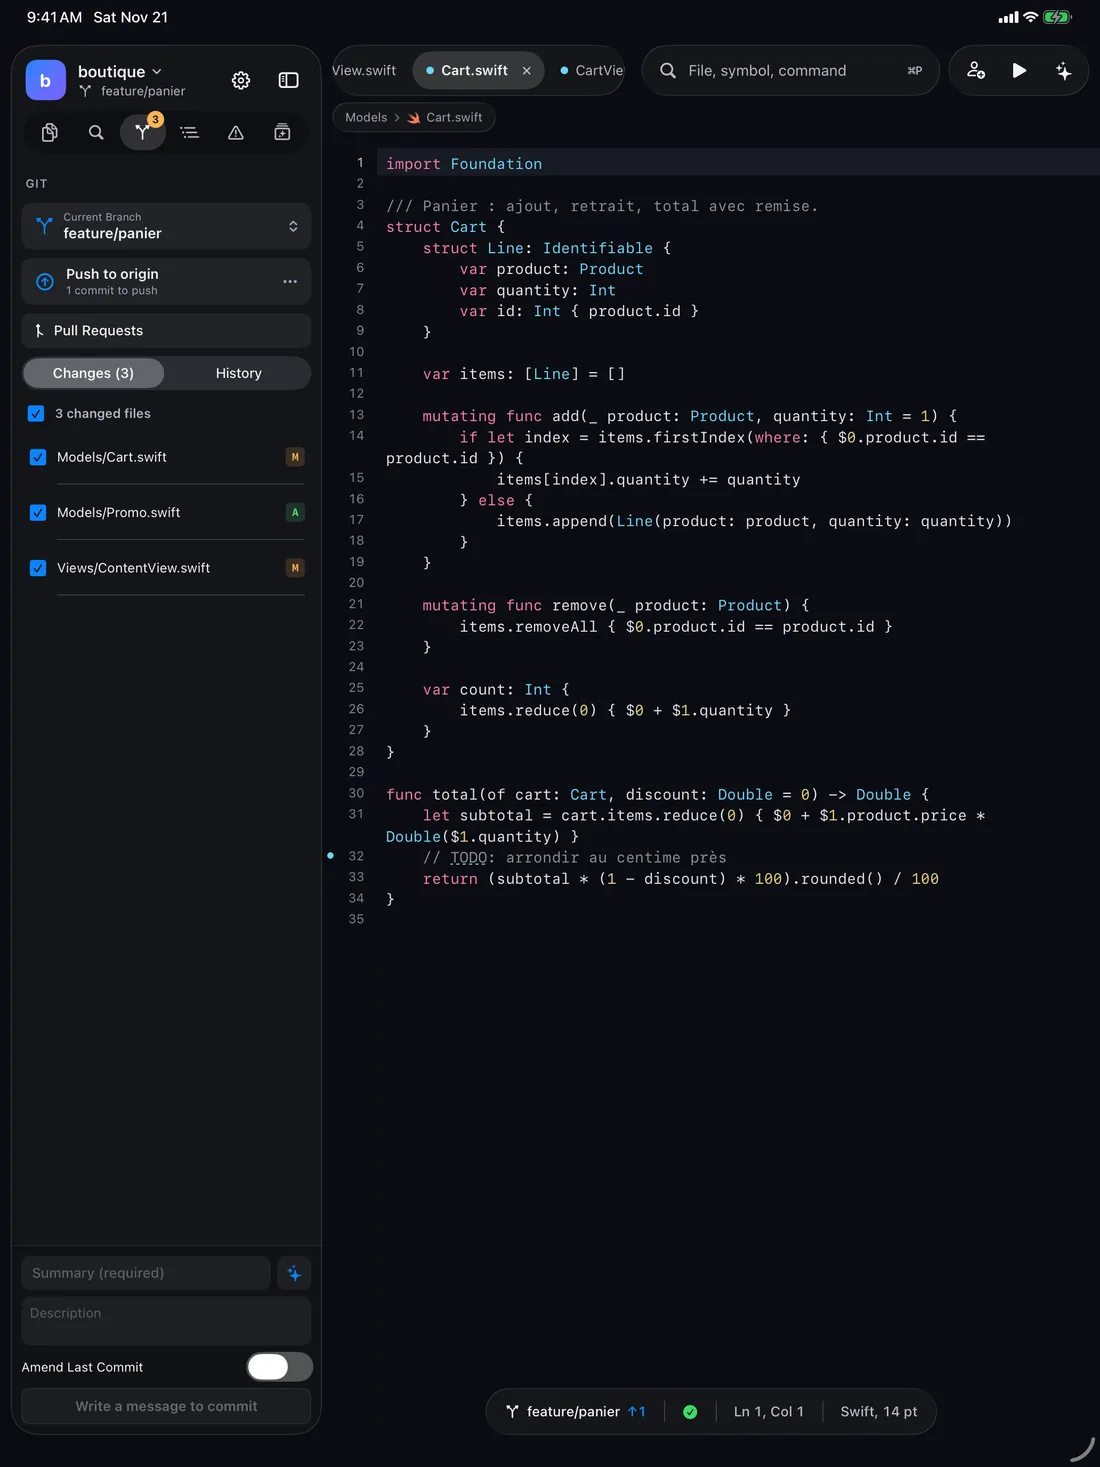 9:41 AM Sat Nov 21
b
boutique
feature/panier
3
GIT
Current Branch
feature/panier
Push to origin
1 commit to push
Pull Requests
Changes (3)
History
3 changed files
Models/Cart.swift
M
Models/Promo.swift
A
Views/ContentView.swift
M
Summary (required)
Description
Amend Last Commit
Write a message to commit
View.swift
Cart.swift
CartVie
File, symbol, command
⌘P
Models > Cart.swift
1 import Foundation
2
3 /// Panier : ajout, retrait, total avec remise.
4 struct Cart {
5     struct Line: Identifiable {
6         var product: Product
7         var quantity: Int
8         var id: Int { product.id }
9     }
10
11     var items: [Line] = []
12
13     mutating func add(_ product: Product, quantity: Int = 1) {
14         if let index = items.firstIndex(where: { $0.product.id ==
product.id }) {
15             items[index].quantity += quantity
16         } else {
17             items.append(Line(product: product, quantity: quantity))
18         }
19     }
20
21     mutating func remove(_ product: Product) {
22         items.removeAll { $0.product.id == product.id }
23     }
24
25     var count: Int {
26         items.reduce(0) { $0 + $1.quantity }
27     }
28 }
29
30 func total(of cart: Cart, discount: Double = 0) -> Double {
31     let subtotal = cart.items.reduce(0) { $0 + $1.product.price *
Double($1.quantity) }
32     // TODO: arrondir au centime près
33     return (subtotal * (1 - discount) * 100).rounded() / 100
34 }
35
feature/panier ↑1
Ln 1, Col 1
Swift, 14 pt